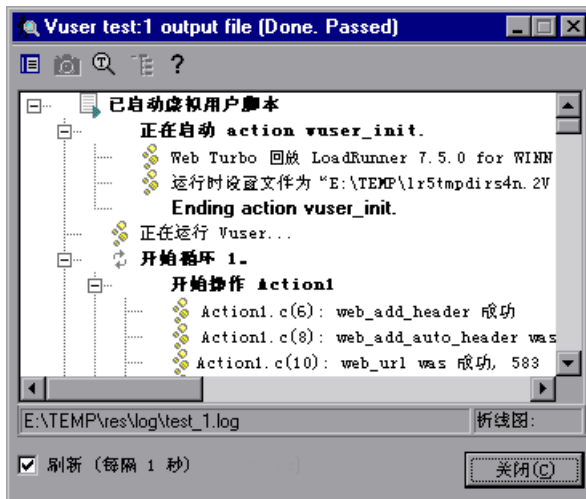 Vuser test:1 output file (Done. Passed)
已启动虚拟用户脚本
正在启动 action vuser_init.
Web Turbo 回放 LoadRunner 7.5.0 for WINN
运行时设置文件为 "E:\TEMP\lr5tmpdirs4n.2V
Ending action vuser_init.
正在运行 Vuser...
开始循环 1。
开始操作 Action1
Action1.c(6): web_add_header 成功
Action1.c(8): web_add_auto_header was
Action1.c(10): web_url was 成功, 583
E:\TEMP\res\log\test_1.log 折线图:
刷新 (每隔 1 秒) 关闭(C)